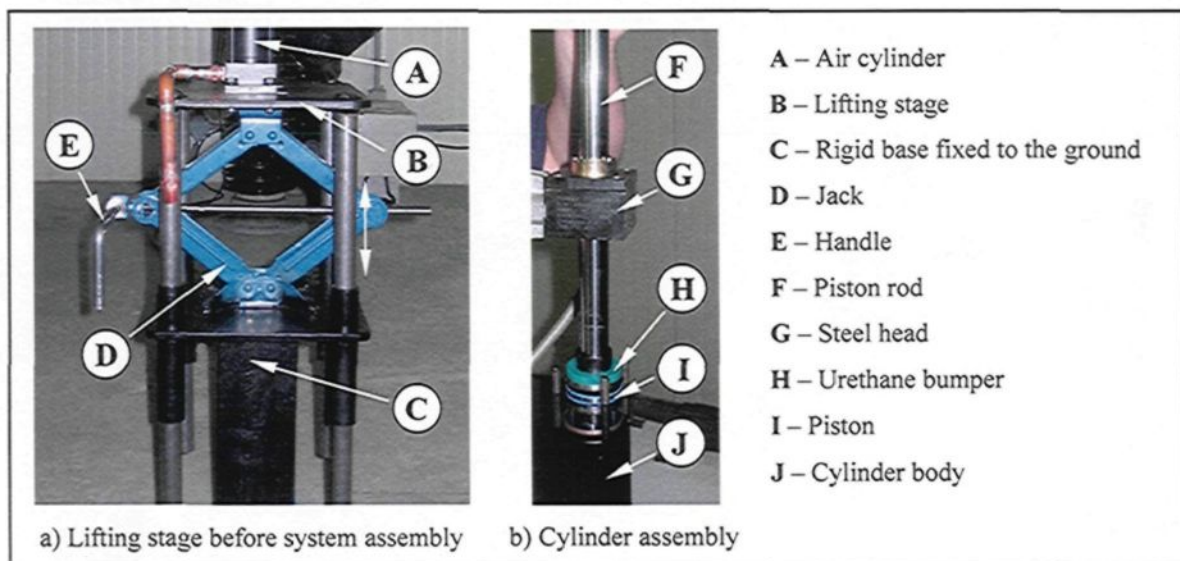 A
B
E
D
C
a) Lifting stage before system assembly
F
G
H
I
J
b) Cylinder assembly
A – Air cylinder
B – Lifting stage
C – Rigid base fixed to the ground
D – Jack
E – Handle
F – Piston rod
G – Steel head
H – Urethane bumper
I – Piston
J – Cylinder body